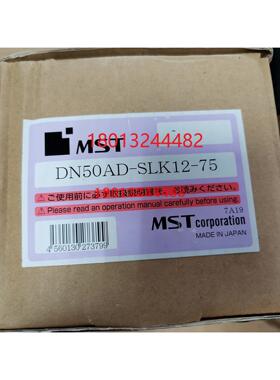 18013244482
MST
DN50AD-SLK12-75
ご使用前に必ず取扱説明書を、お読みください。
Please read an operation manual carefully before using.
7A19
MST corporation
MADE IN JAPAN
4 560130 273799